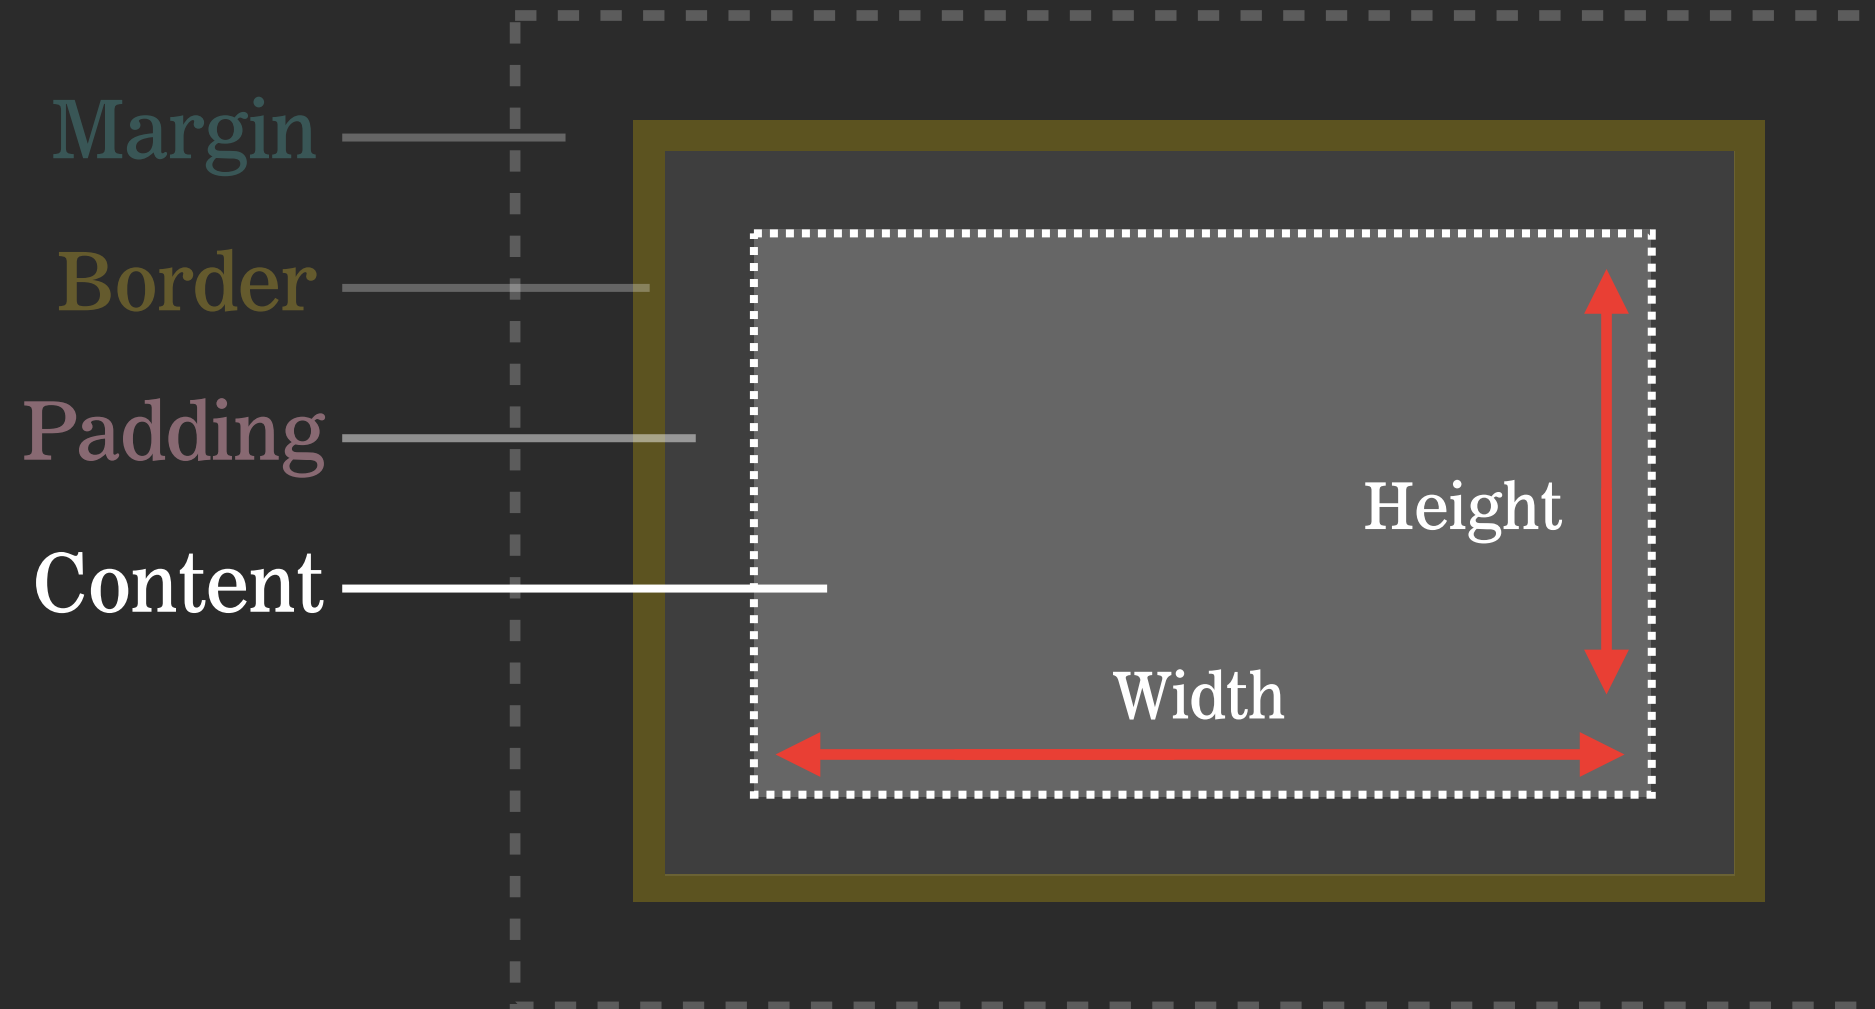 Margin
Border
Padding
Content
Height
Width